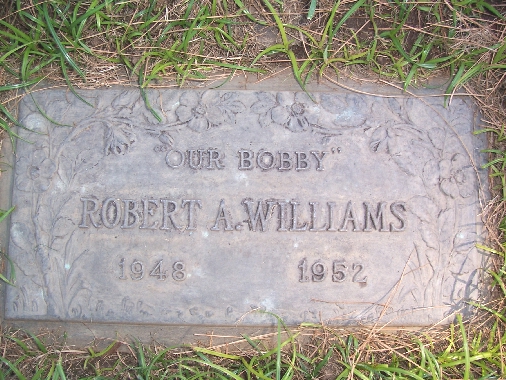 "OUR BOBBY"
ROBERT A. WILLIAMS
1948 1952